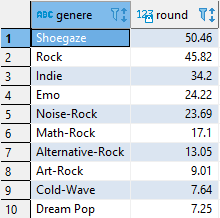 ABC genere 123 round
1 Shoegaze 50.46
2 Rock 45.82
3 Indie 34.2
4 Emo 24.22
5 Noise-Rock 23.69
6 Math-Rock 17.1
7 Alternative-Rock 13.05
8 Art-Rock 9.01
9 Cold-Wave 7.64
10 Dream Pop 7.25